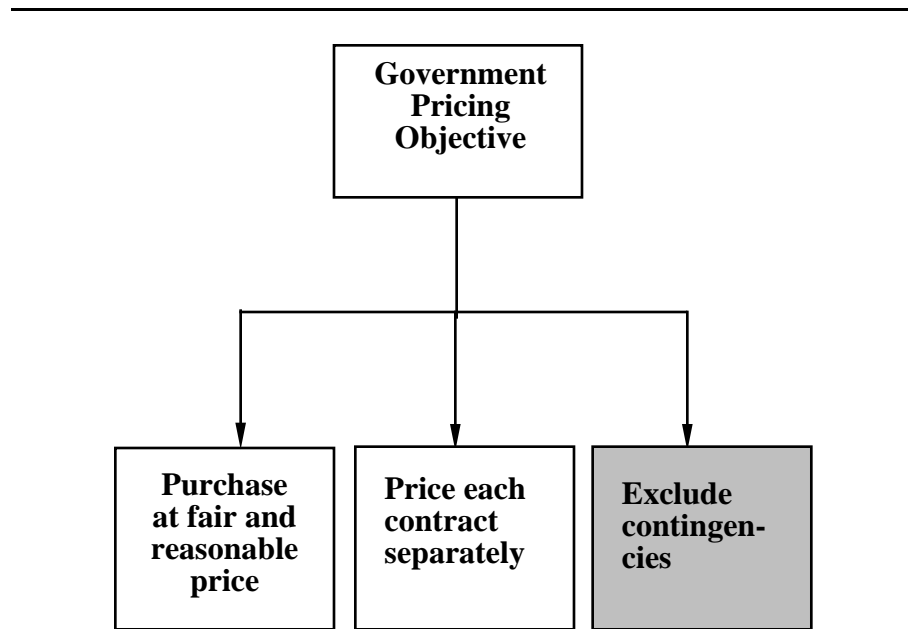 Government
Pricing
Objective
Purchase
at fair and
reasonable
price
Price each
contract
separately
Exclude
contingen-
cies